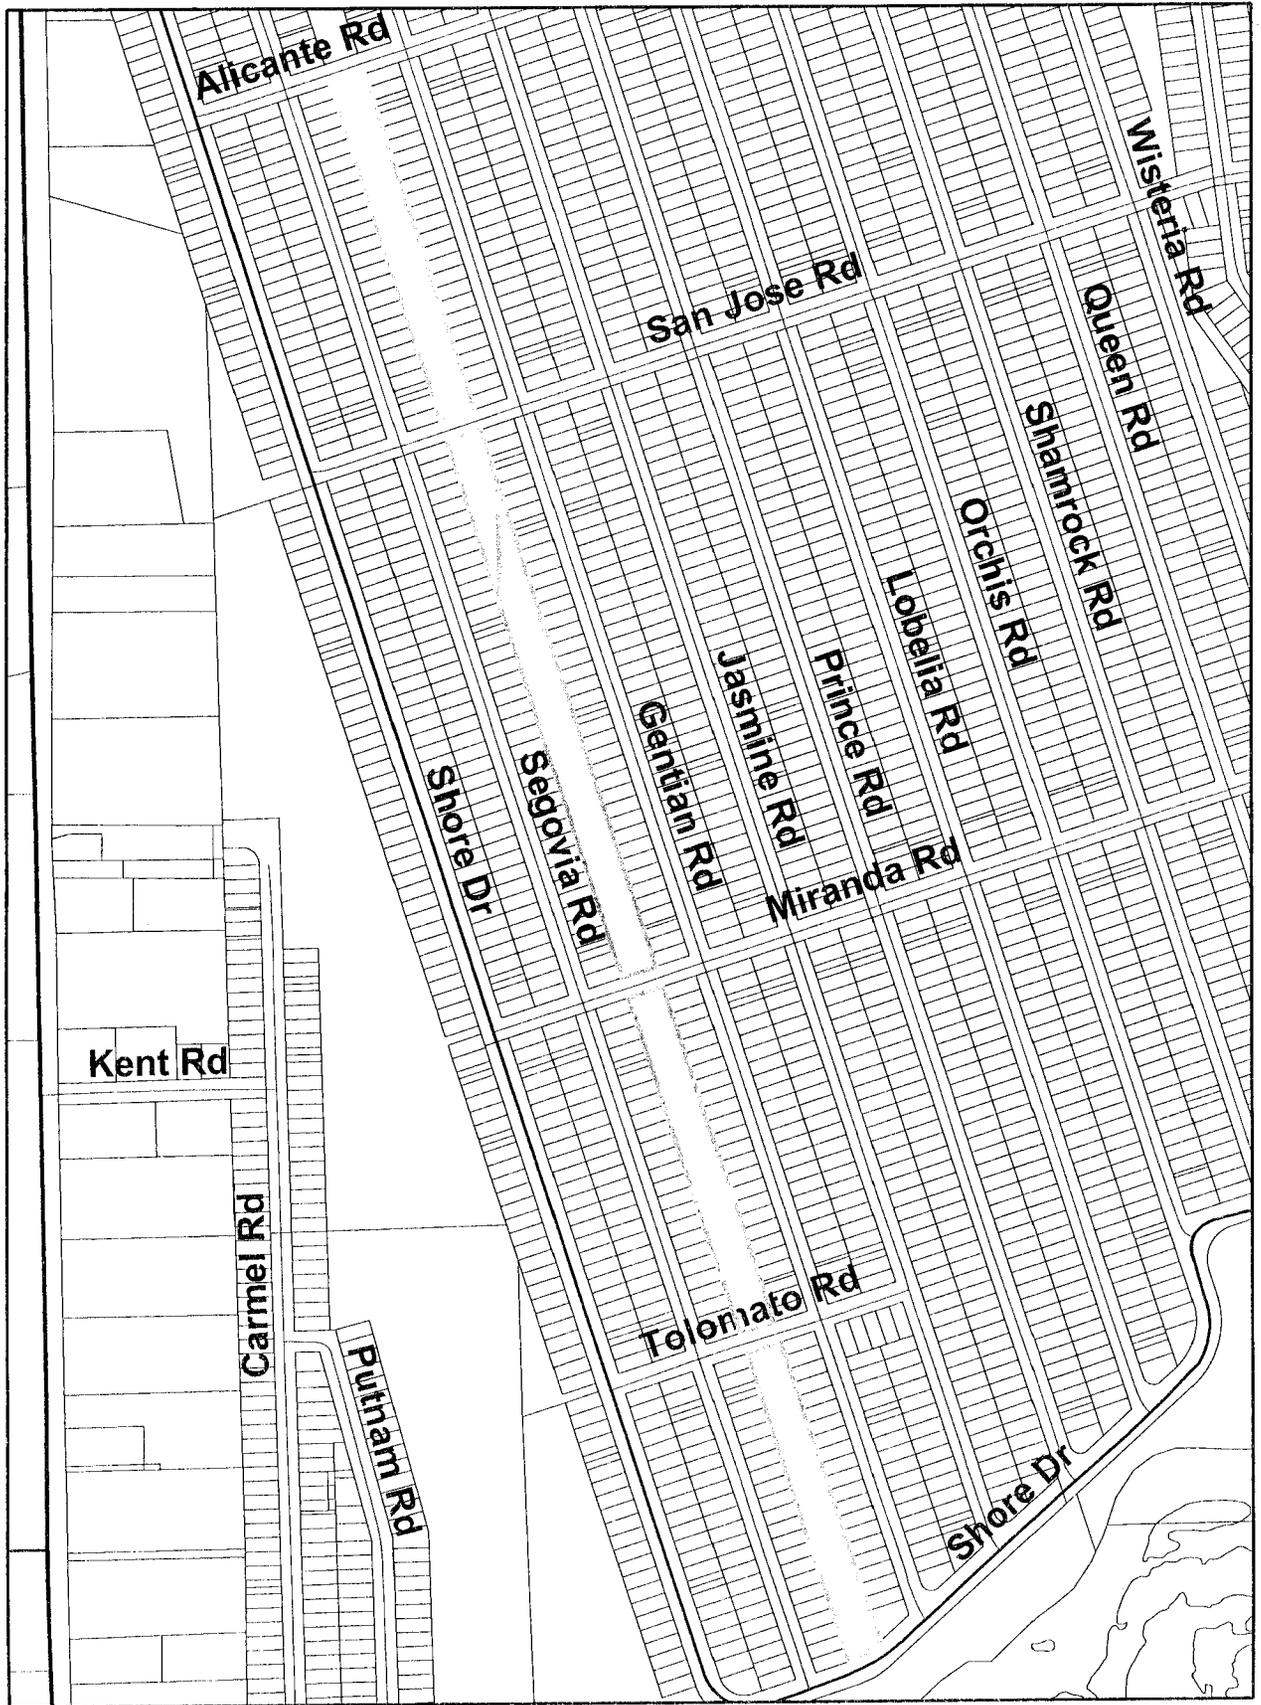 Alicante Rd
Wisteria Rd
San Jose Rd
Queen Rd
Shamrock Rd
Orchis Rd
Lobelia Rd
Prince Rd
Jasmine Rd
Gentian Rd
Segovia Rd
Shore Dr
Miranda Rd
Kent Rd
Carmel Rd
Tolomato Rd
Putnam Rd
Shore Dr